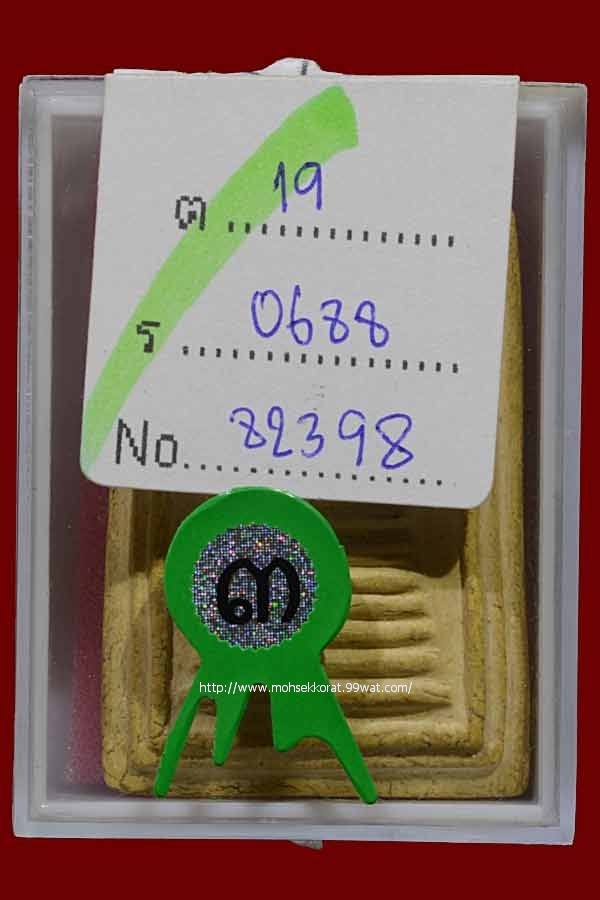 ต 19
ร 0688
No. 82398
๓
http://www.mohsekkorat.99wat.com/